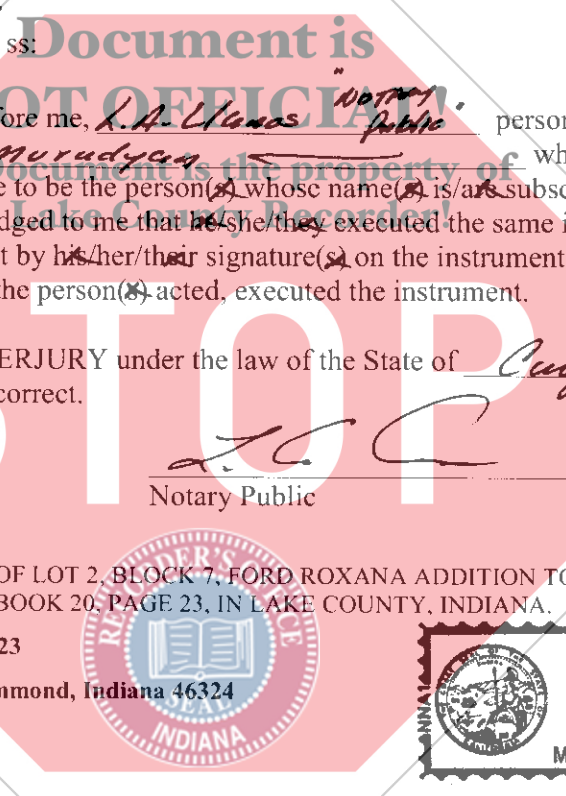 ss:
Document is
NOT OFFICIAL!
fore me, L.A. Llanos "NOTARY Public" person
Muradyan wh
Document is the property of
e to be the person(s) whose name(s) is/are subsc
the Lake County Recorder!
dged to me that he/she/they executed the same i
t by his/her/their signature(s) on the instrument
the person(s) acted, executed the instrument.
STOP
ERJURY under the law of the State of
correct.
Notary Public
OF LOT 2, BLOCK 7, FORD ROXANA ADDITION TO
BOOK 20, PAGE 23, IN LAKE COUNTY, INDIANA.
23
nmond, Indiana 46324
RECORDER'S OFFICE
SEAL
INDIANA
NNA
M